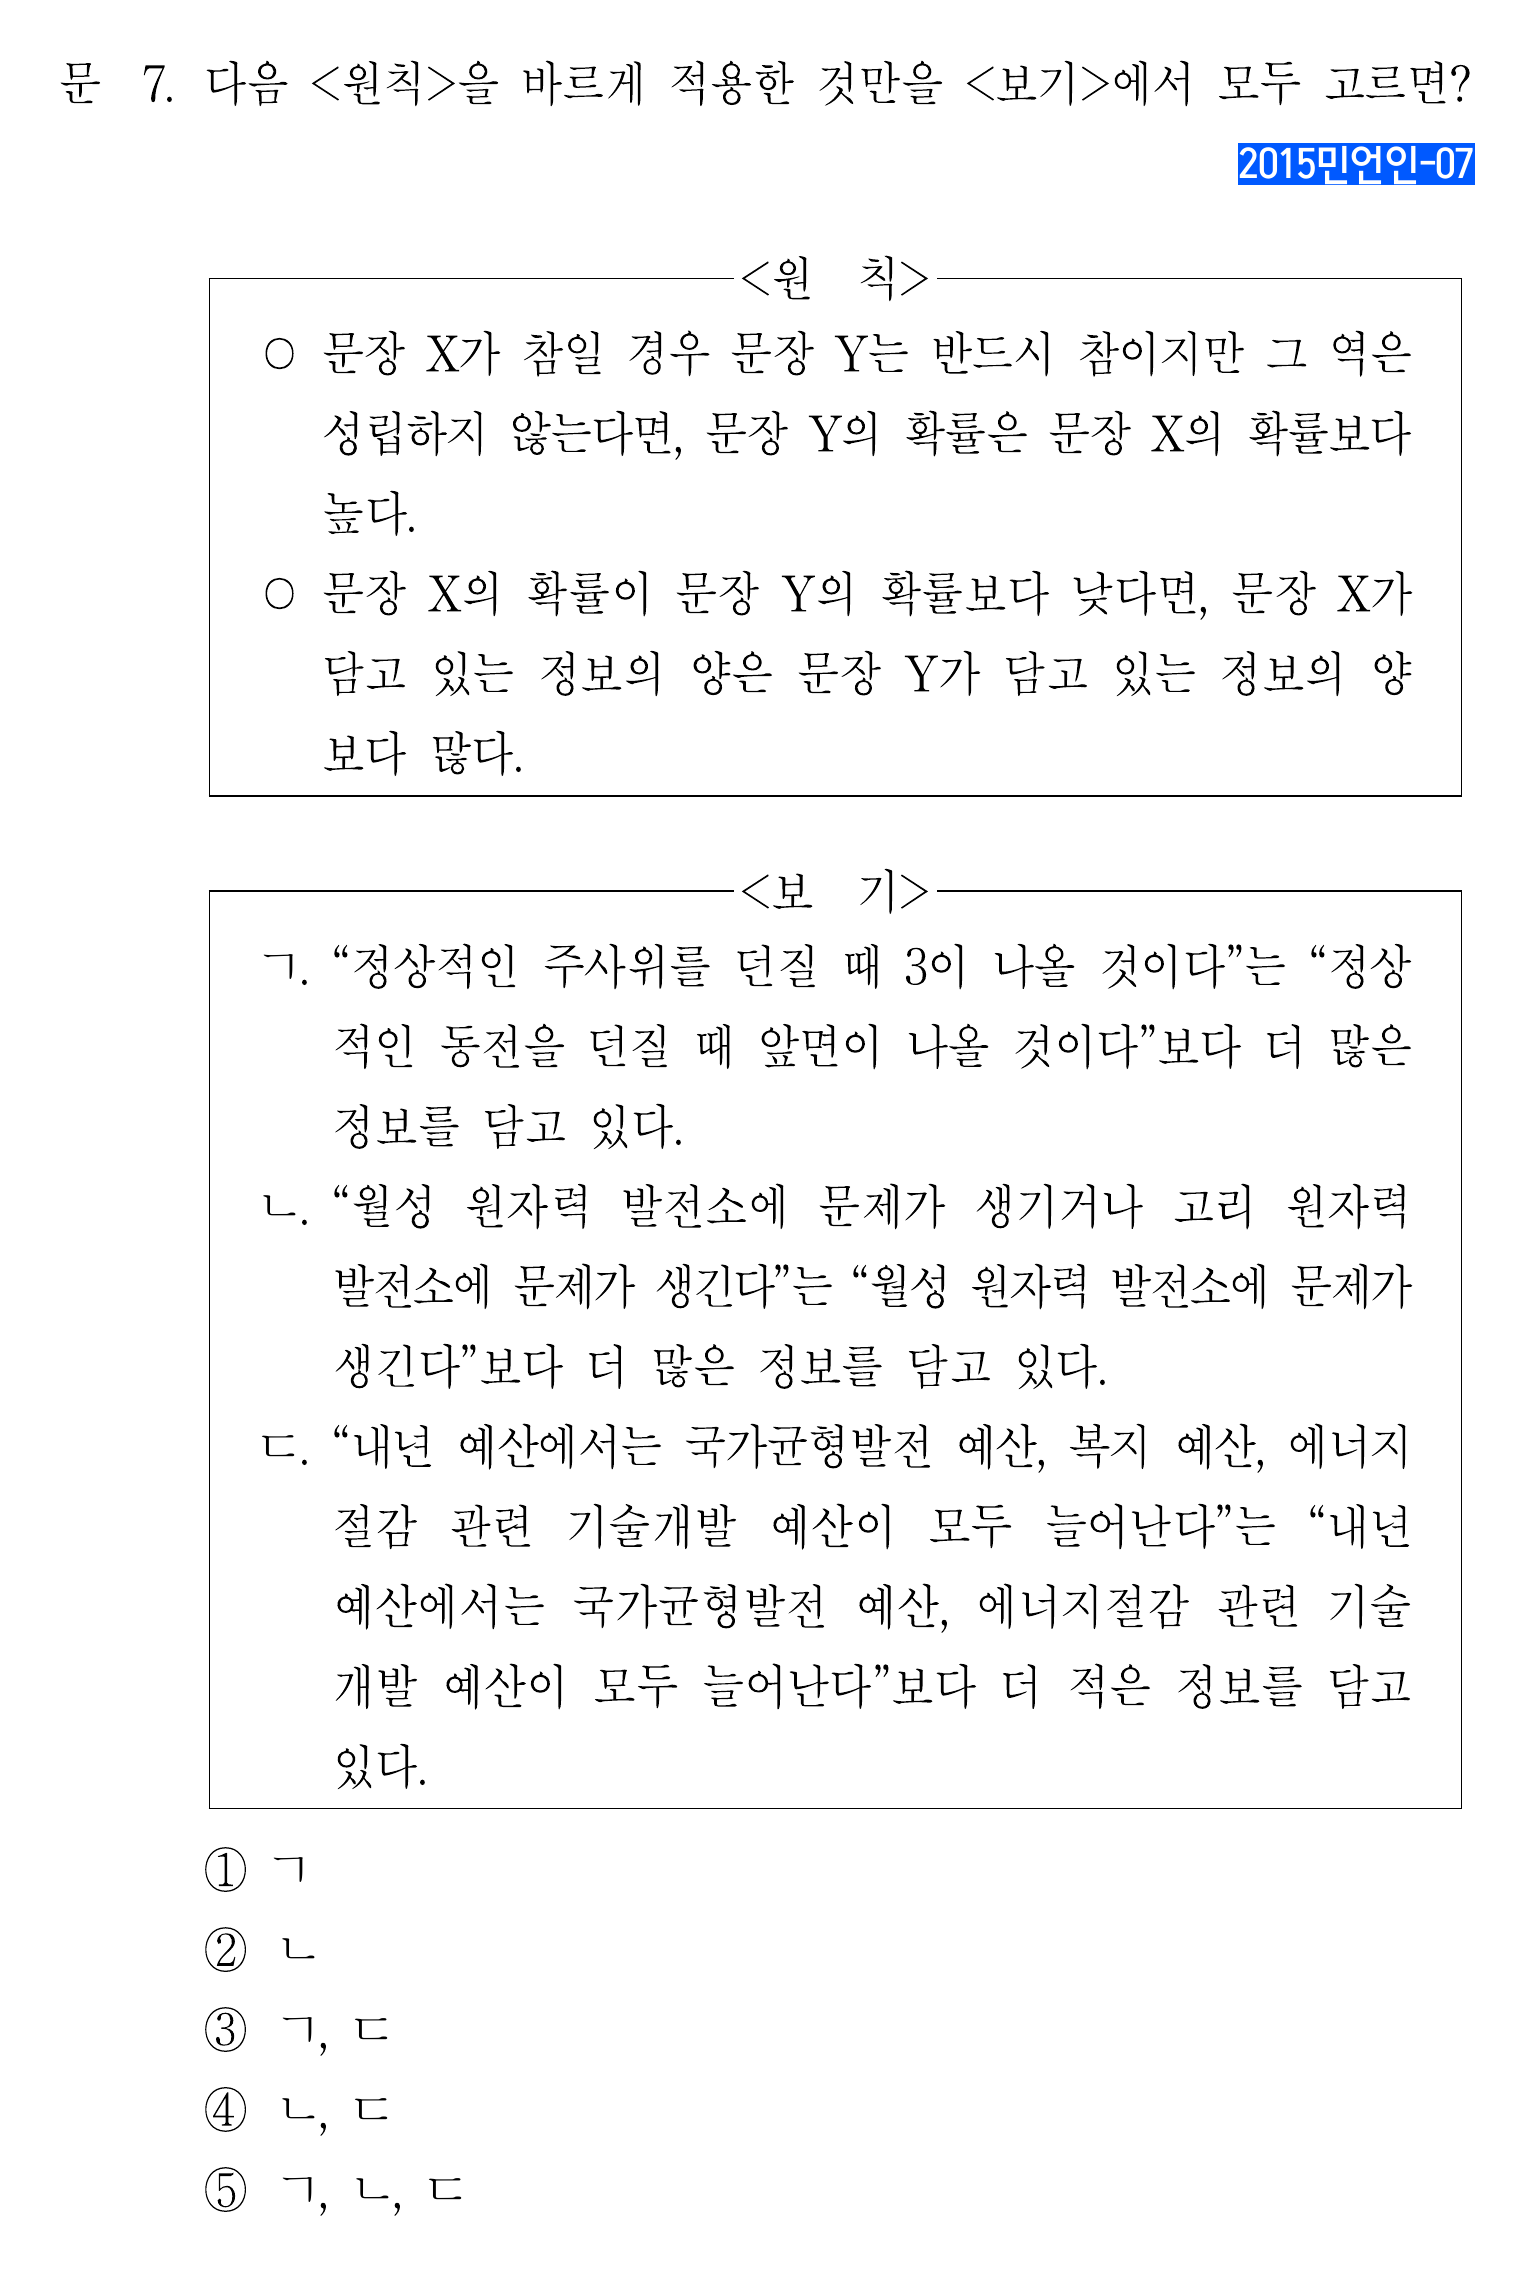 문 7. 다음 <원칙>을 바르게 적용한 것만을 <보기>에서 모두 고르면?
2015민언인-07
<원 칙>
○ 문장 X가 참일 경우 문장 Y는 반드시 참이지만 그 역은
성립하지 않는다면, 문장 Y의 확률은 문장 X의 확률보다
높다.
○ 문장 X의 확률이 문장 Y의 확률보다 낮다면, 문장 X가
담고 있는 정보의 양은 문장 Y가 담고 있는 정보의 양
보다 많다.
<보 기>
ㄱ. “정상적인 주사위를 던질 때 3이 나올 것이다”는 “정상
적인 동전을 던질 때 앞면이 나올 것이다”보다 더 많은
정보를 담고 있다.
ㄴ. “월성 원자력 발전소에 문제가 생기거나 고리 원자력
발전소에 문제가 생긴다”는 “월성 원자력 발전소에 문제가
생긴다”보다 더 많은 정보를 담고 있다.
ㄷ. “내년 예산에서는 국가균형발전 예산, 복지 예산, 에너지
절감 관련 기술개발 예산이 모두 늘어난다”는 “내년
예산에서는 국가균형발전 예산, 에너지절감 관련 기술
개발 예산이 모두 늘어난다”보다 더 적은 정보를 담고
있다.
① ㄱ
② ㄴ
③ ㄱ, ㄷ
④ ㄴ, ㄷ
⑤ ㄱ, ㄴ, ㄷ